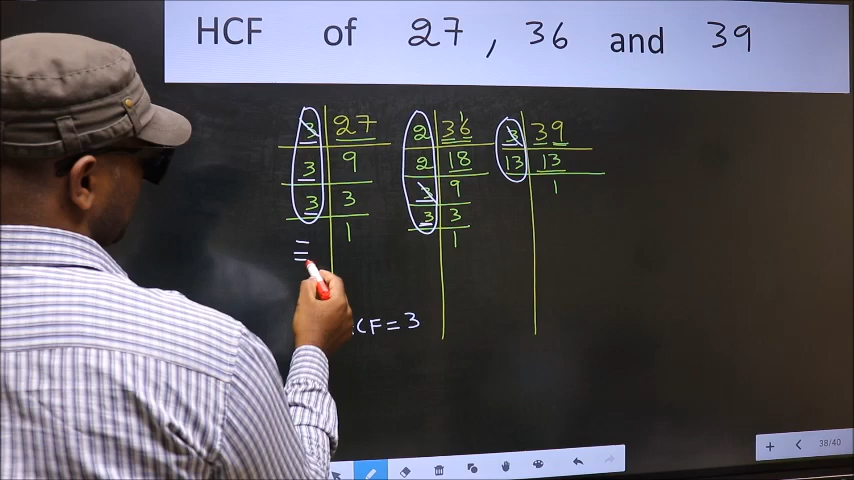 HCF of 27 , 36 and 39
3 27 2 36 3 39
3 9 2 18 13 13
3 3 3 9 1
1 3 3
1
CF = 3
38/40